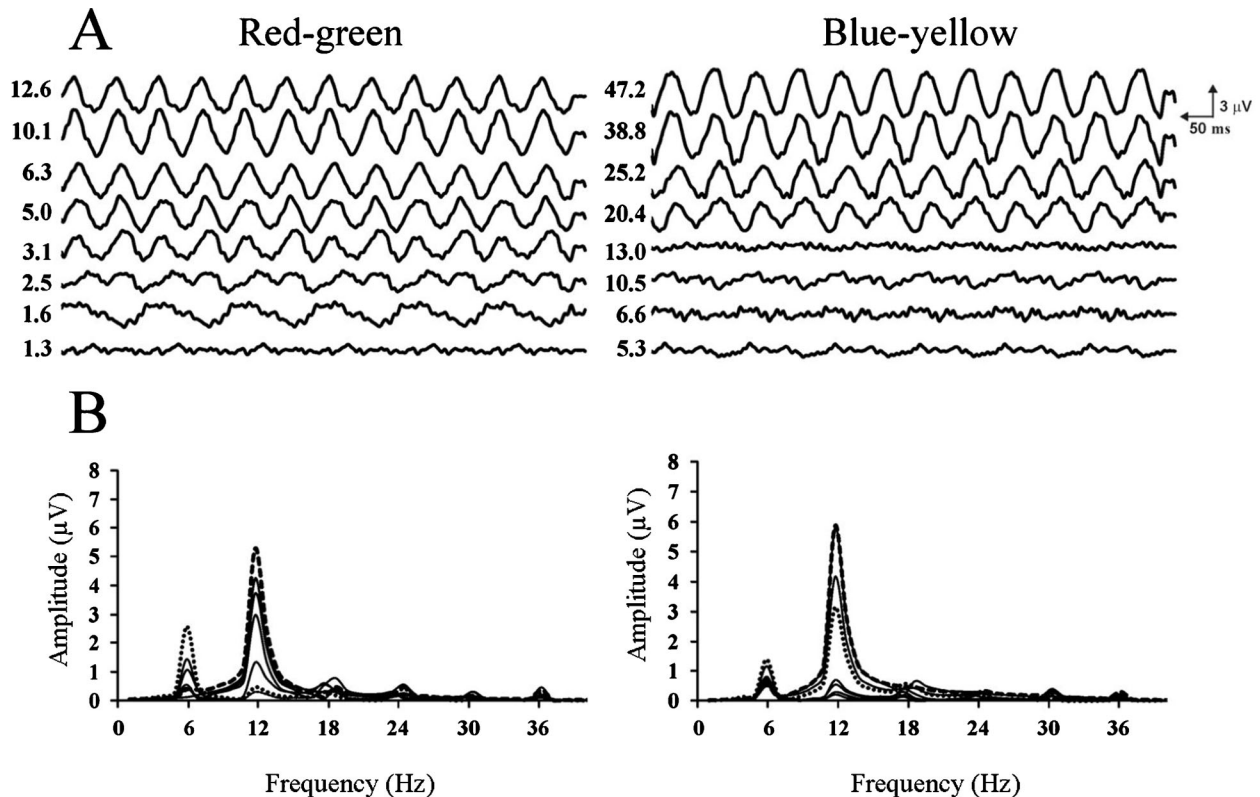 A
Red-green
Blue-yellow
12.6
10.1
6.3
5.0
3.1
2.5
1.6
1.3
47.2
38.8
25.2
20.4
13.0
10.5
6.6
5.3
3 µV
50 ms
B
Amplitude (µV)
8
7
6
5
4
3
2
1
0
0 6 12 18 24 30 36
Frequency (Hz)
Amplitude (µV)
8
7
6
5
4
3
2
1
0
0 6 12 18 24 30 36
Frequency (Hz)